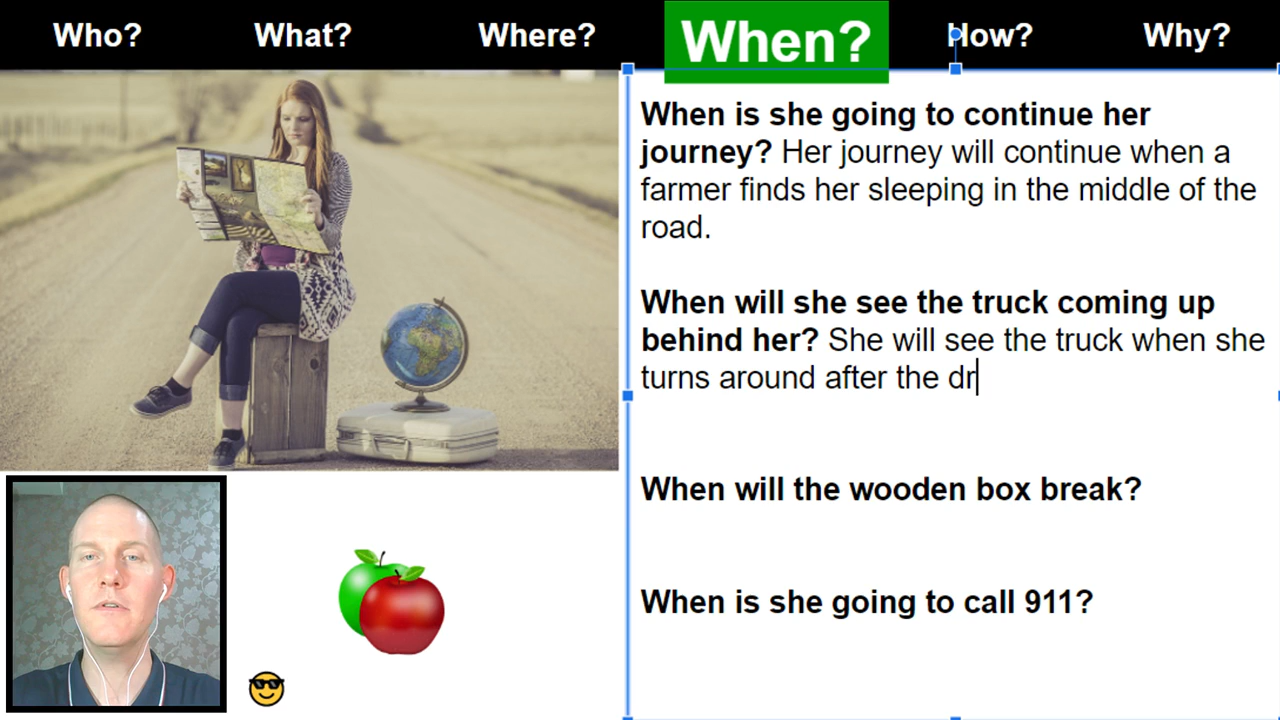 Who? What? Where? When? How? Why?
When is she going to continue her
journey? Her journey will continue when a
farmer finds her sleeping in the middle of the
road.
When will she see the truck coming up
behind her? She will see the truck when she
turns around after the dr
When will the wooden box break?
When is she going to call 911?